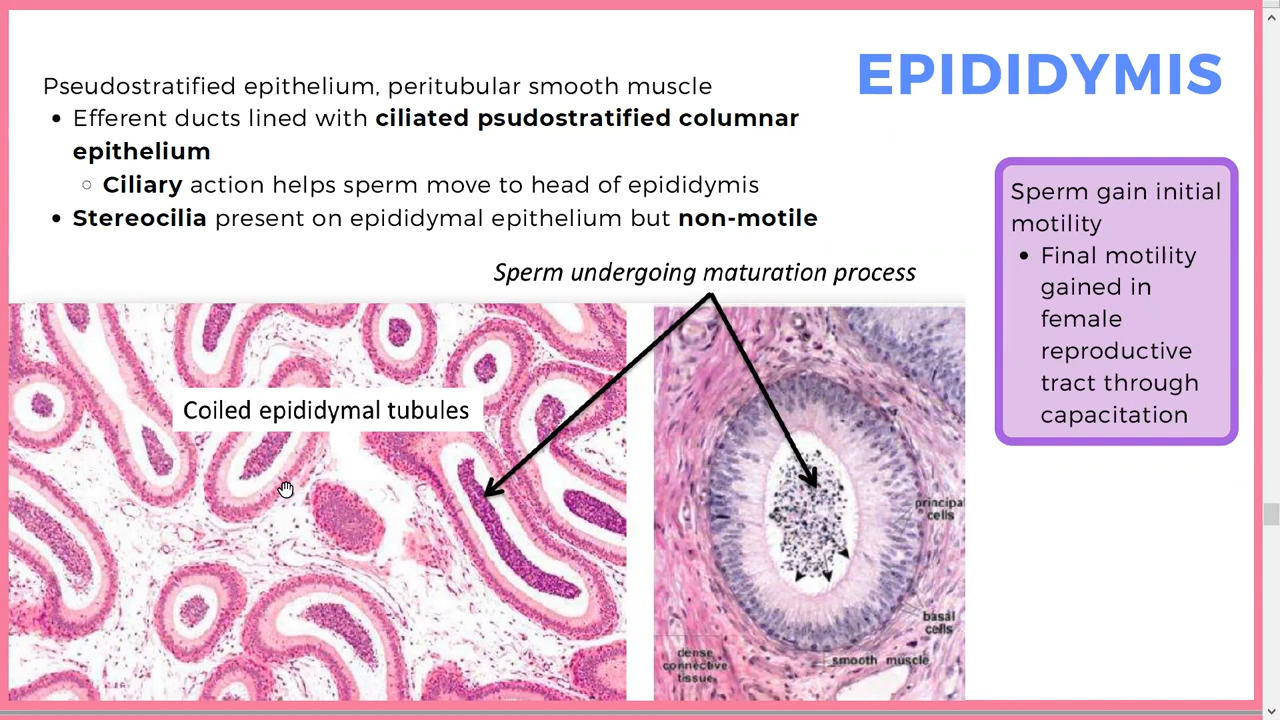 EPIDIDYMIS
Pseudostratified epithelium, peritubular smooth muscle
• Efferent ducts lined with ciliated psudostratified columnar
epithelium
○ Ciliary action helps sperm move to head of epididymis
• Stereocilia present on epididymal epithelium but non-motile
Sperm gain initial
motility
• Final motility
gained in
female
reproductive
tract through
capacitation
Sperm undergoing maturation process
Coiled epididymal tubules
principal
cells
basal
cells
smooth muscle
dense
connective
tissue